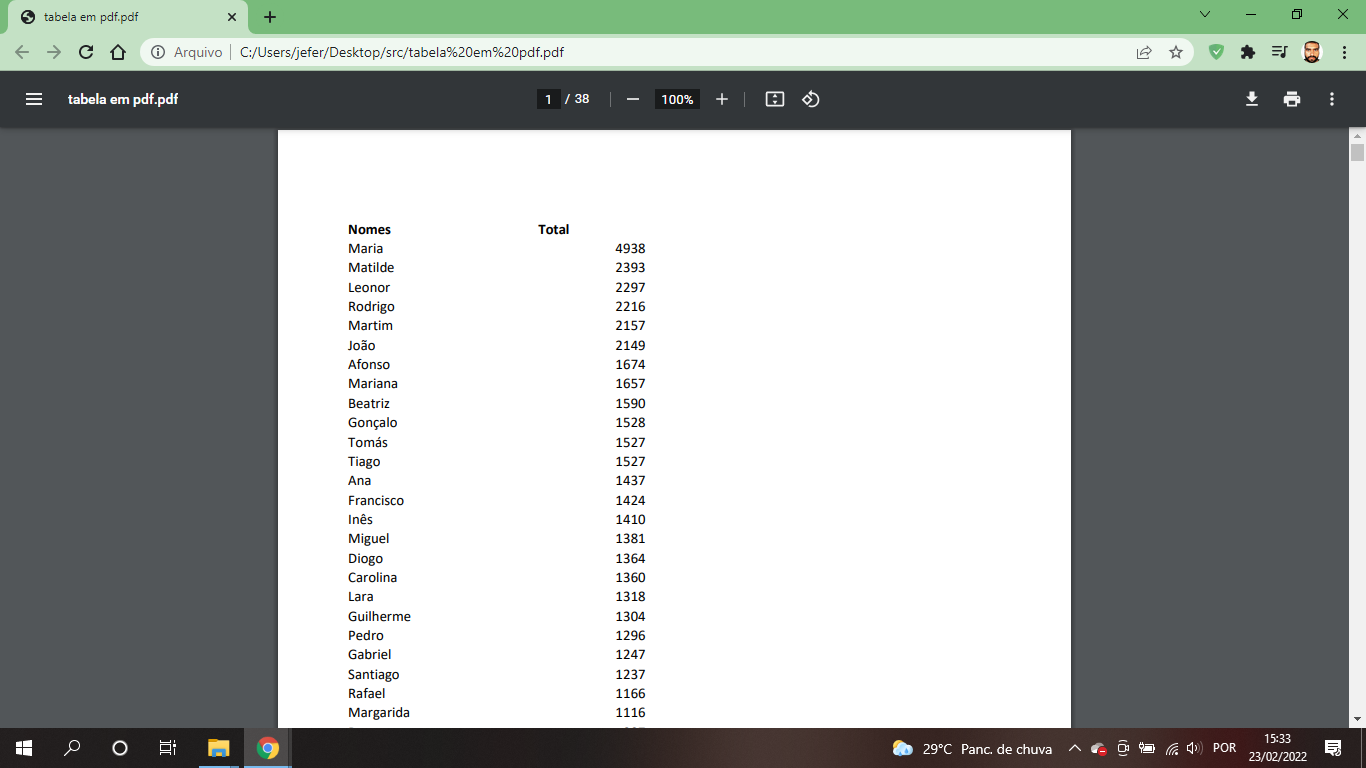 tabela em pdf.pdf
Arquivo C:/Users/jefer/Desktop/src/tabela%20em%20pdf.pdf
tabela em pdf.pdf 1 / 38 100%
Nomes Total
Maria 4938
Matilde 2393
Leonor 2297
Rodrigo 2216
Martim 2157
João 2149
Afonso 1674
Mariana 1657
Beatriz 1590
Gonçalo 1528
Tomás 1527
Tiago 1527
Ana 1437
Francisco 1424
Inês 1410
Miguel 1381
Diogo 1364
Carolina 1360
Lara 1318
Guilherme 1304
Pedro 1296
Gabriel 1247
Santiago 1237
Rafael 1166
Margarida 1116
29°C Panc. de chuva POR 15:33
23/02/2022